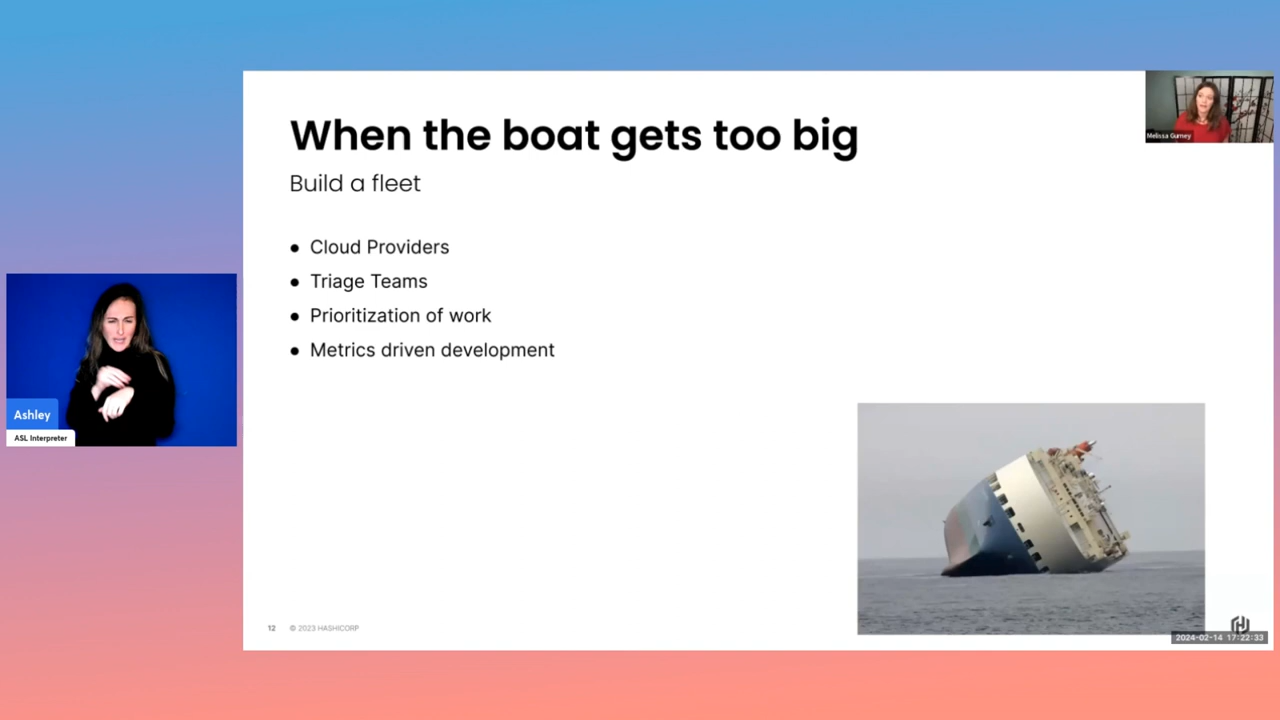 When the boat gets too big
Build a fleet
● Cloud Providers
● Triage Teams
● Prioritization of work
● Metrics driven development
12 © 2023 HASHICORP
Melissa Gurney
Ashley
ASL Interpreter
2024-02-14 17:22:33